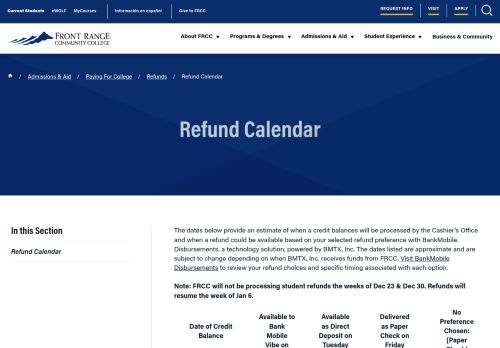 Current Students eWOLF MyCourses Información en español Give to FRCC REQUEST INFO VISIT APPLY
FRONT RANGE
COMMUNITY COLLEGE
About FRCC Programs & Degrees Admissions & Aid Student Experience Business & Community
/ Admissions & Aid / Paying For College / Refunds / Refund Calendar
Refund Calendar
In this Section
Refund Calendar
The dates below provide an estimate of when a credit balances will be processed by the Cashier's Office
and when a refund could be available based on your selected refund preference with BankMobile
Disbursements, a technology solution, powered by BMTX, Inc. The dates listed are approximate and are
subject to change depending on when BMTX, Inc. receives funds from FRCC. Visit BankMobile
Disbursements to review your refund choices and specific timing associated with each option.
Note: FRCC will not be processing student refunds the weeks of Dec 23 & Dec 30. Refunds will
resume the week of Jan 6.
Date of Credit
Balance
Available to
Bank
Mobile
Vibe on
Available
as Direct
Deposit on
Tuesday
Delivered
as Paper
Check on
Friday
No
Preference
Chosen:
(Paper